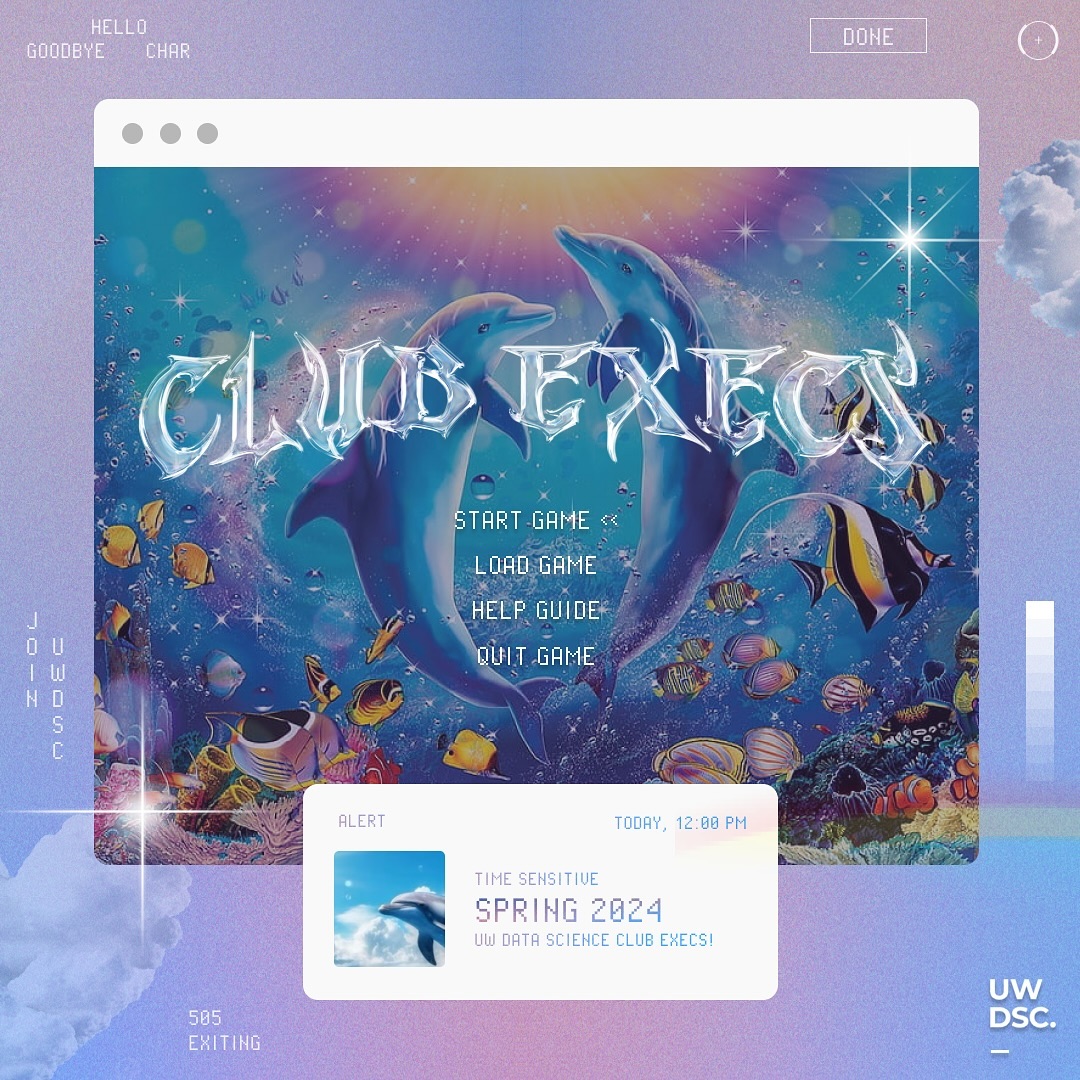 HELLO
GOODBYE CHAR
DONE
CLUB EXECS
START GAME <<
LOAD GAME
HELP GUIDE
QUIT GAME
JOIN
UWDSC
ALERT
TODAY, 12:00 PM
TIME SENSITIVE
SPRING 2024
UW DATA SCIENCE CLUB EXECS!
505
EXITING
UW
DSC.